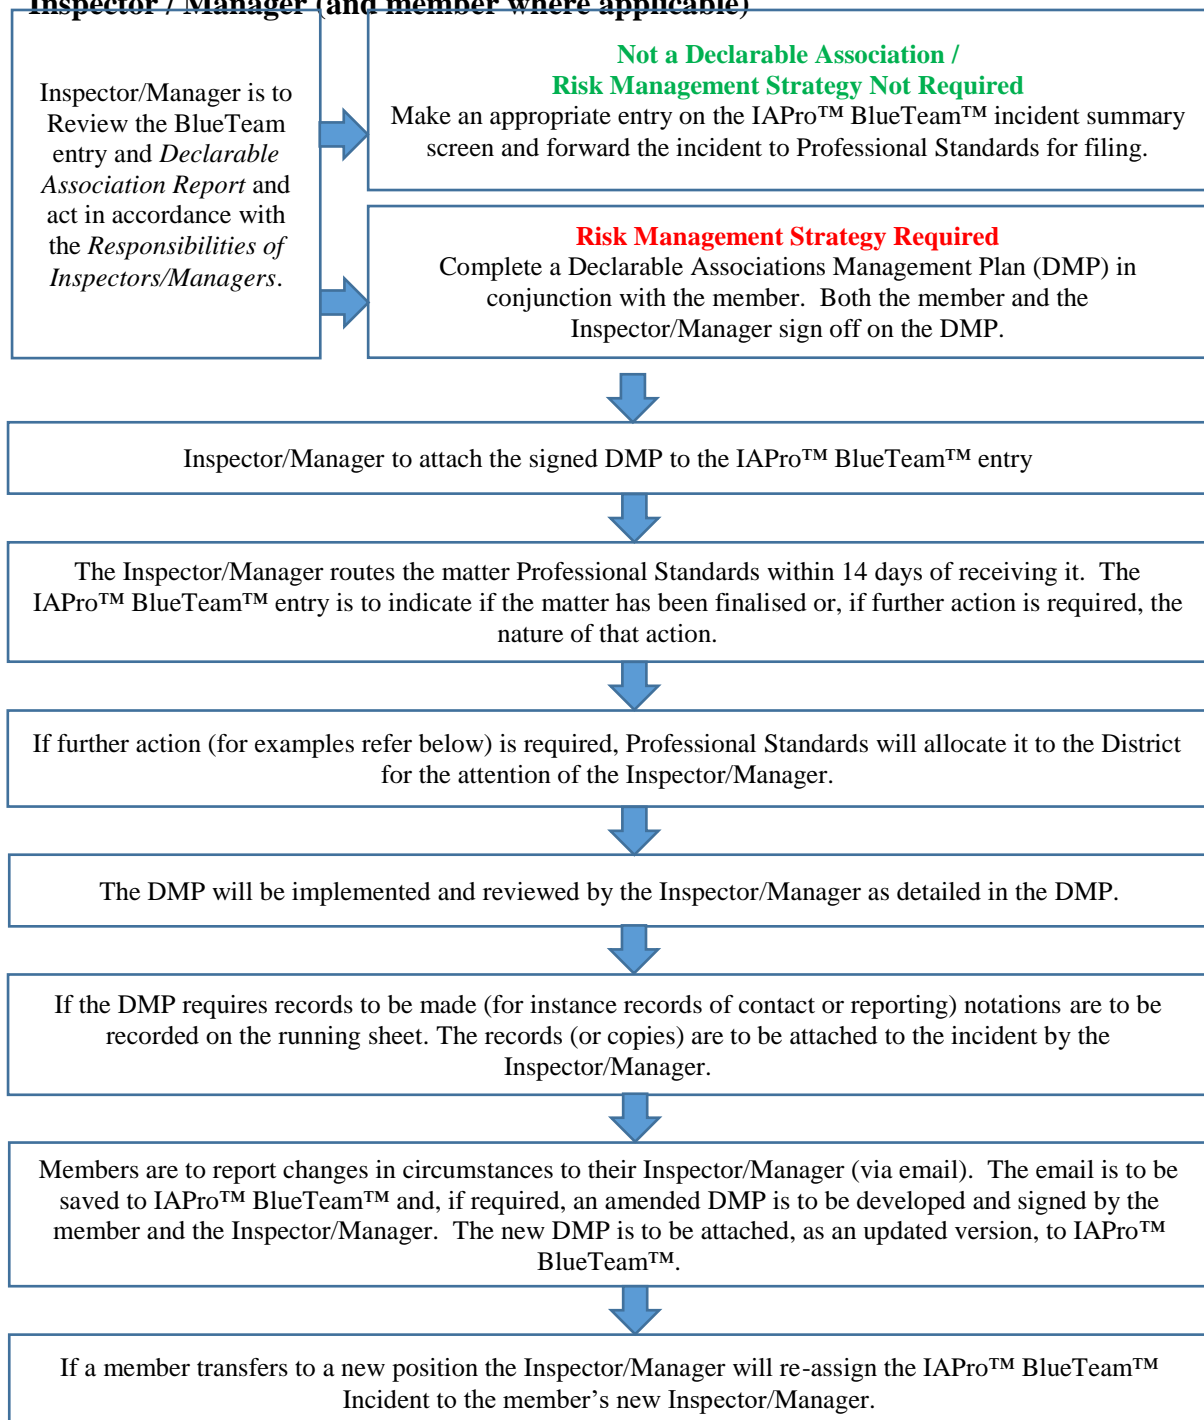 Inspector / Manager (and member where applicable)
Inspector/Manager is to
Review the BlueTeam
entry and Declarable
Association Report and
act in accordance with
the Responsibilities of
Inspectors/Managers.
Not a Declarable Association /
Risk Management Strategy Not Required
Make an appropriate entry on the IAPro™ BlueTeam™ incident summary
screen and forward the incident to Professional Standards for filing.
Risk Management Strategy Required
Complete a Declarable Associations Management Plan (DMP) in
conjunction with the member. Both the member and the
Inspector/Manager sign off on the DMP.
Inspector/Manager to attach the signed DMP to the IAPro™ BlueTeam™ entry
The Inspector/Manager routes the matter Professional Standards within 14 days of receiving it. The
IAPro™ BlueTeam™ entry is to indicate if the matter has been finalised or, if further action is required, the
nature of that action.
If further action (for examples refer below) is required, Professional Standards will allocate it to the District
for the attention of the Inspector/Manager.
The DMP will be implemented and reviewed by the Inspector/Manager as detailed in the DMP.
If the DMP requires records to be made (for instance records of contact or reporting) notations are to be
recorded on the running sheet. The records (or copies) are to be attached to the incident by the
Inspector/Manager.
Members are to report changes in circumstances to their Inspector/Manager (via email). The email is to be
saved to IAPro™ BlueTeam™ and, if required, an amended DMP is to be developed and signed by the
member and the Inspector/Manager. The new DMP is to be attached, as an updated version, to IAPro™
BlueTeam™.
If a member transfers to a new position the Inspector/Manager will re-assign the IAPro™ BlueTeam™
Incident to the member’s new Inspector/Manager.